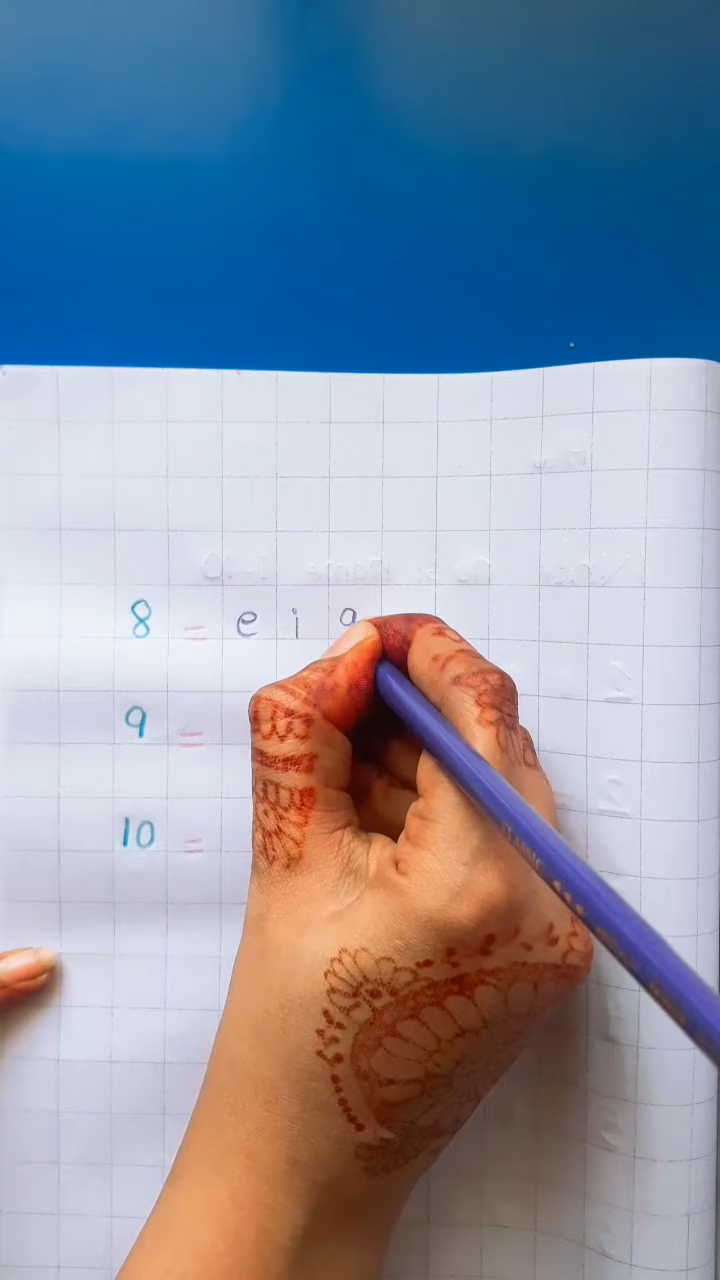 8 = e i g
9 =
10 =